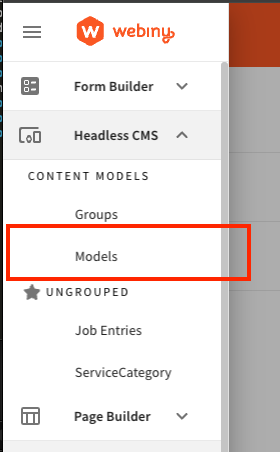 webiny
Form Builder
Headless CMS
CONTENT MODELS
Groups
Models
UNGROUPED
Job Entries
ServiceCategory
Page Builder